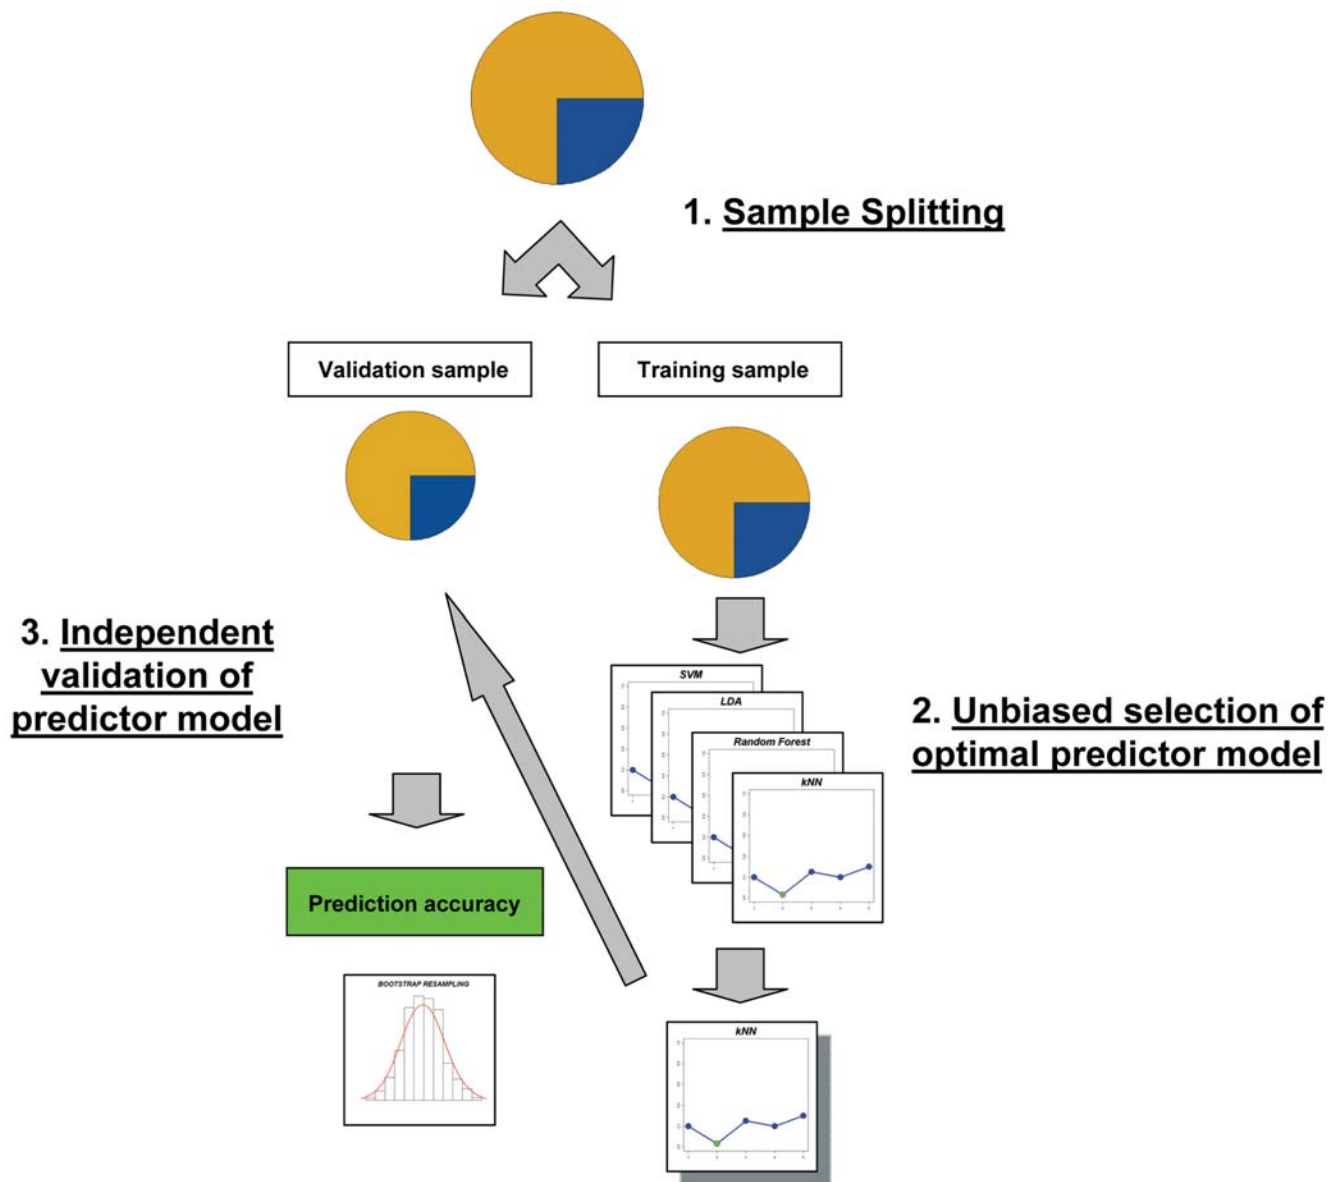 1. Sample Splitting
Validation sample
Training sample
3. Independent
validation of
predictor model
2. Unbiased selection of
optimal predictor model
SVM
LDA
Random Forest
kNN
Prediction accuracy
BOOTSTRAP RESAMPLING
kNN